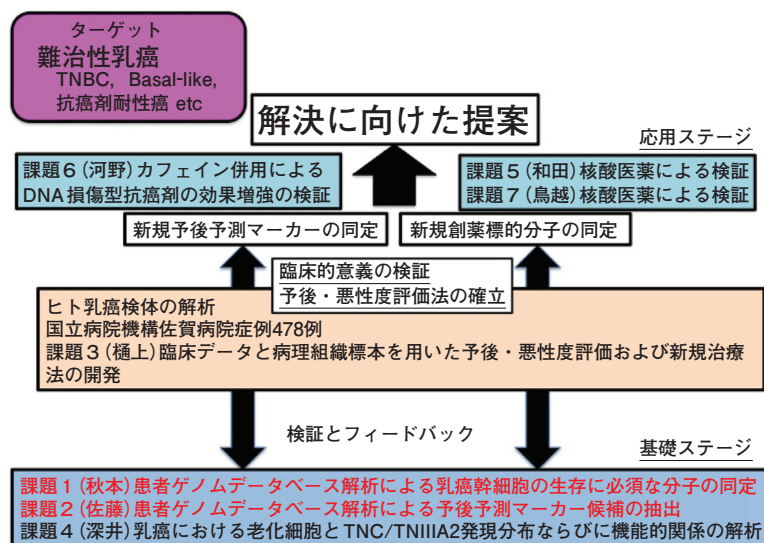 ターゲット
難治性乳癌
TNBC, Basal-like,
抗癌剤耐性癌 etc
解決に向けた提案
応用ステージ
課題6（河野）カフェイン併用による
DNA損傷型抗癌剤の効果増強の検証
課題5（和田）核酸医薬による検証
課題7（鳥越）核酸医薬による検証
新規予後予測マーカーの同定
新規創薬標的分子の同定
臨床的意義の検証
予後・悪性度評価法の確立
ヒト乳癌検体の解析
国立病院機構佐賀病院症例478例
課題3（樋上）臨床データと病理組織標本を用いた予後・悪性度評価および新規治療
法の開発
検証とフィードバック
基礎ステージ
課題1（秋本）患者ゲノムデータベース解析による乳癌幹細胞の生存に必須な分子の同定
課題2（佐藤）患者ゲノムデータベース解析による予後予測マーカー候補の抽出
課題4（深井）乳癌における老化細胞とTNC/TNIIIA2発現分布ならびに機能的関係の解析